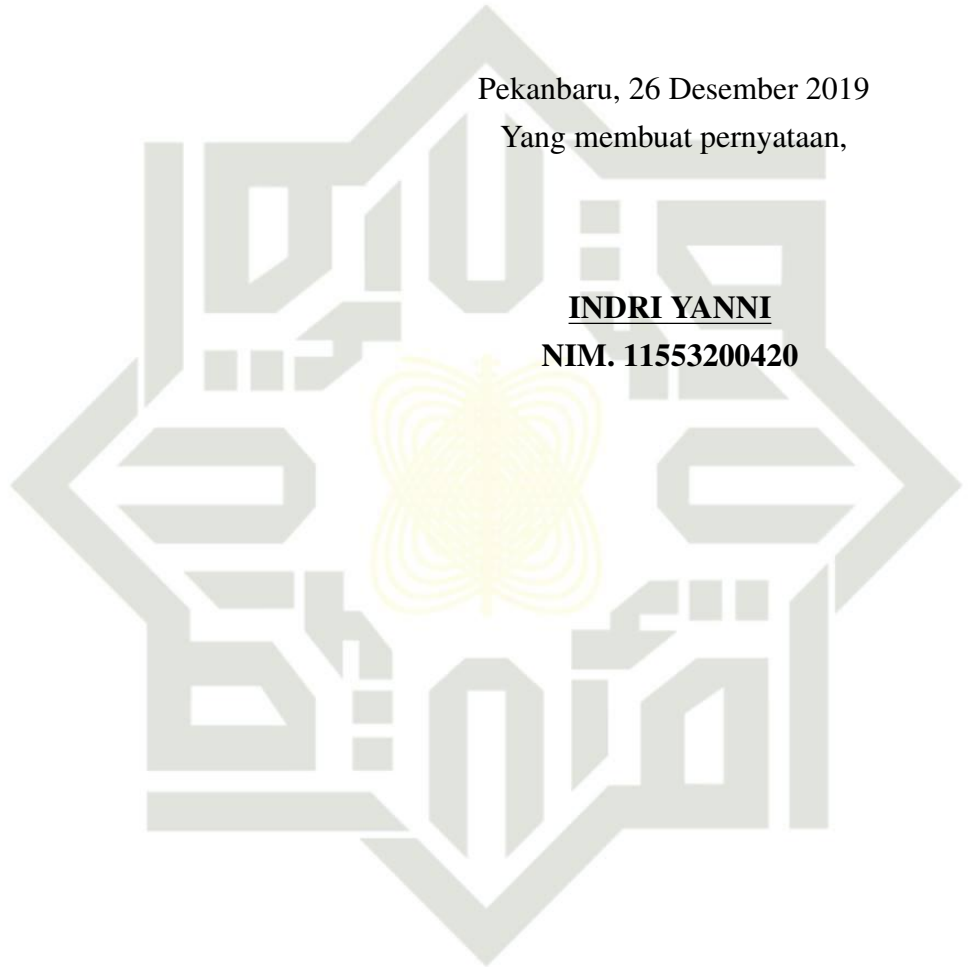 Pekanbaru, 26 Desember 2019
Yang membuat pernyataan,
INDRI YANNI
NIM. 11553200420